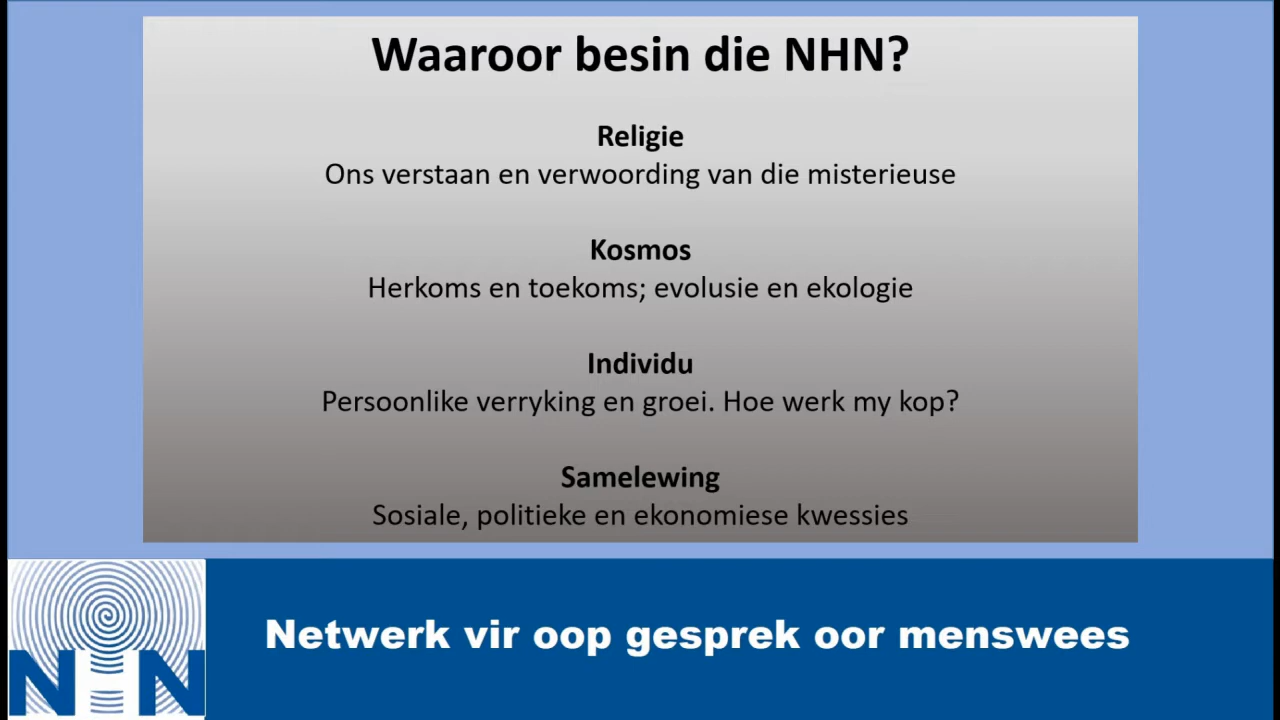 Waaroor besin die NHN?
Religie
Ons verstaan en verwoording van die misterieuse
Kosmos
Herkoms en toekoms; evolusie en ekologie
Individu
Persoonlike verryking en groei. Hoe werk my kop?
Samelewing
Sosiale, politieke en ekonomiese kwessies
NHN
Netwerk vir oop gesprek oor menswees